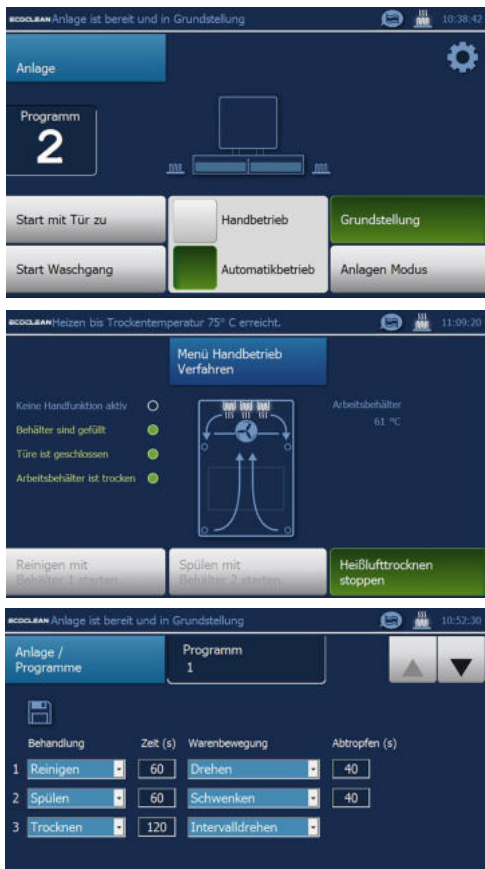 ECOCLEAN Anlage ist bereit und in Grundstellung 10:38:42
Anlage
Programm
2
Start mit Tür zu
Handbetrieb
Grundstellung
Start Waschgang
Automatikbetrieb
Anlagen Modus
ECOCLEAN Heizen bis Trockentemperatur 75° C erreicht. 11:09:20
Menü Handbetrieb
Verfahren
Keine Handfunktion aktiv
Behälter sind gefüllt
Türe ist geschlossen
Arbeitsbehälter ist trocken
Arbeitsbehälter
61 °C
Reinigen mit
Behälter 1 starten
Spülen mit
Behälter 2 starten
Heißlufttrocknen
stoppen
ECOCLEAN Anlage ist bereit und in Grundstellung 10:52:30
Anlage /
Programme
Programm
1
Behandlung Zeit (s) Warenbewegung Abtropfen (s)
1 Reinigen 60 Drehen 40
2 Spülen 60 Schwenken 40
3 Trocknen 120 Intervalldrehen